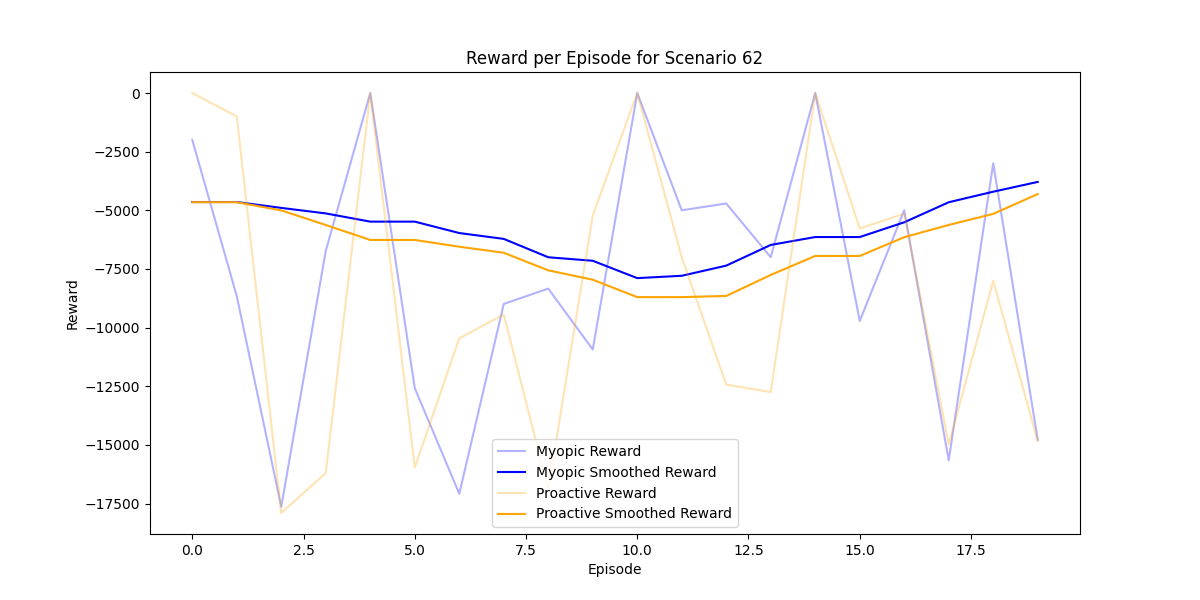 Reward per Episode for Scenario 62
Reward
0
−2500
−5000
−7500
−10000
−12500
−15000
−17500
Myopic Reward
Myopic Smoothed Reward
Proactive Reward
Proactive Smoothed Reward
0.0 2.5 5.0 7.5 10.0 12.5 15.0 17.5
Episode